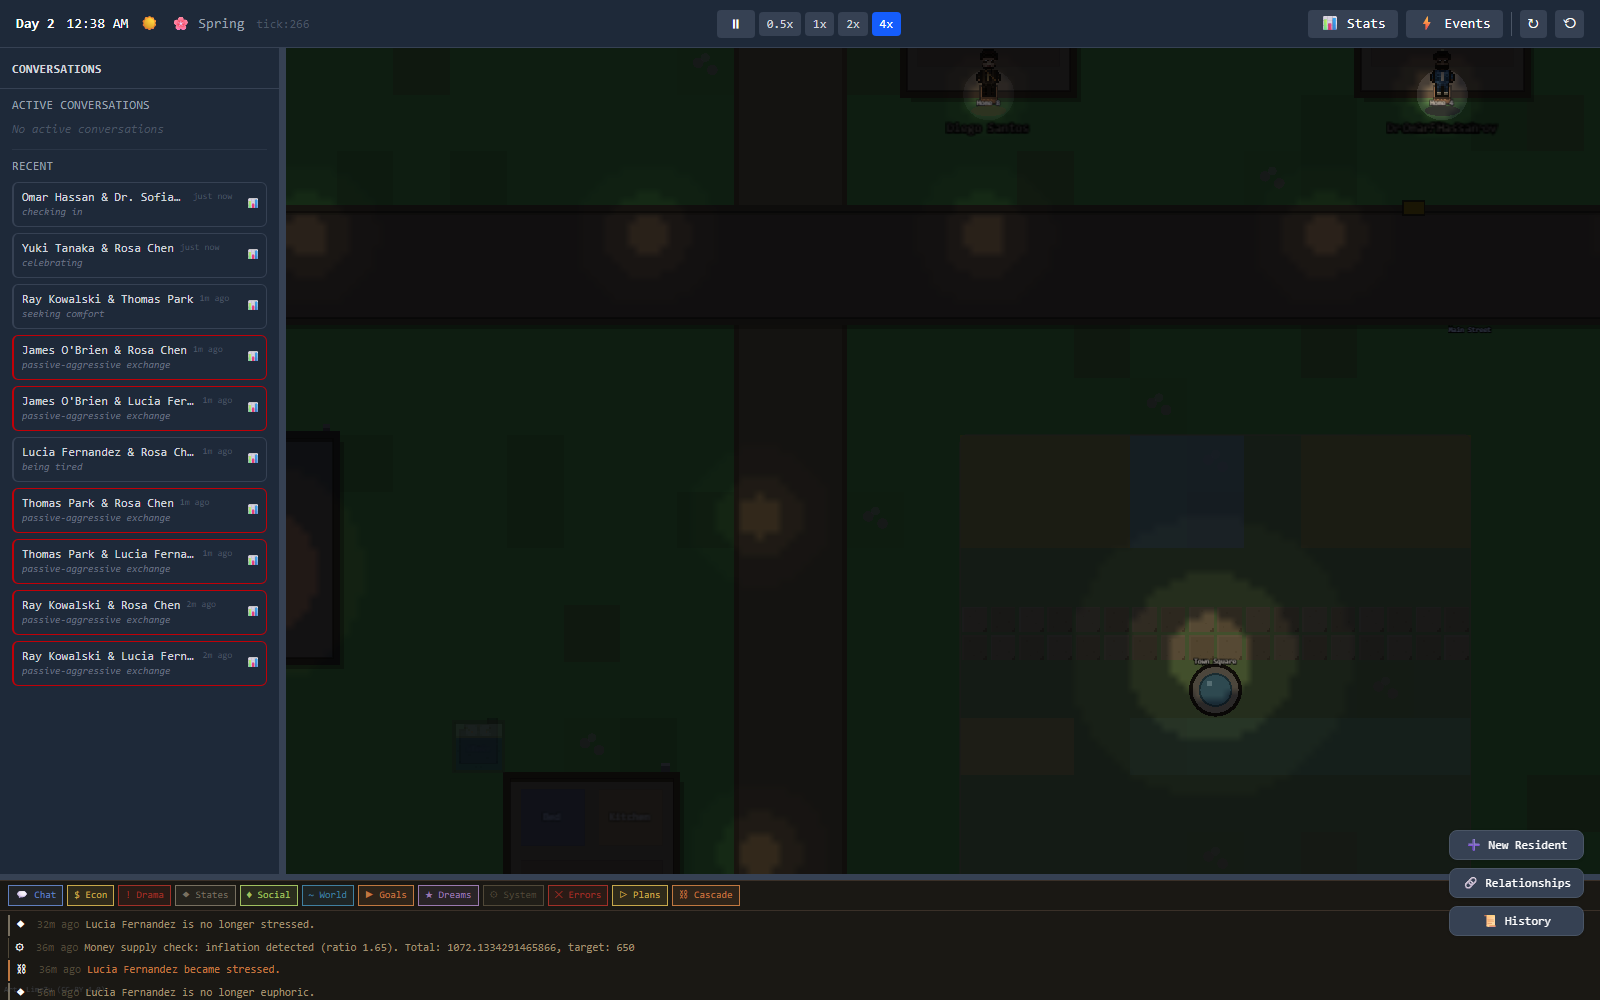 Day 2 12:38 AM Spring tick:266
0.5x 1x 2x 4x
Stats Events
CONVERSATIONS
ACTIVE CONVERSATIONS
No active conversations
RECENT
Omar Hassan & Dr. Sofia… just now
checking in
Yuki Tanaka & Rosa Chen just now
celebrating
Ray Kowalski & Thomas Park 1m ago
seeking comfort
James O'Brien & Rosa Chen 1m ago
passive-aggressive exchange
James O'Brien & Lucia Fer… 1m ago
passive-aggressive exchange
Lucia Fernandez & Rosa Ch… 1m ago
being tired
Thomas Park & Rosa Chen 1m ago
passive-aggressive exchange
Thomas Park & Lucia Ferna… 1m ago
passive-aggressive exchange
Ray Kowalski & Rosa Chen 2m ago
passive-aggressive exchange
Ray Kowalski & Lucia Fern… 2m ago
passive-aggressive exchange
Diego Santos
Main Street
Town Square
Bed Kitchen
New Resident
Relationships
History
Chat $ Econ ! Drama States Social ~ World Goals Dreams System Errors Plans Cascade
32m ago Lucia Fernandez is no longer stressed.
36m ago Money supply check: inflation detected (ratio 1.65). Total: 1072.1334291465866, target: 650
36m ago Lucia Fernandez became stressed.
56m ago Lucia Fernandez is no longer euphoric.